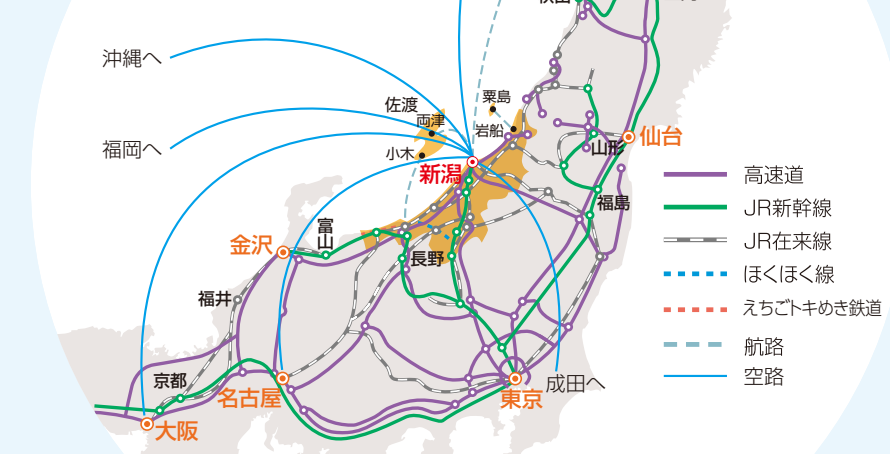 沖縄へ
福岡へ
佐渡
両津
小木
粟島
岩船
新潟
仙台
山形
福島
富山
金沢
長野
福井
京都
名古屋
大阪
東京
成田へ
高速道
JR新幹線
JR在来線
ほくほく線
えちごトキめき鉄道
航路
空路